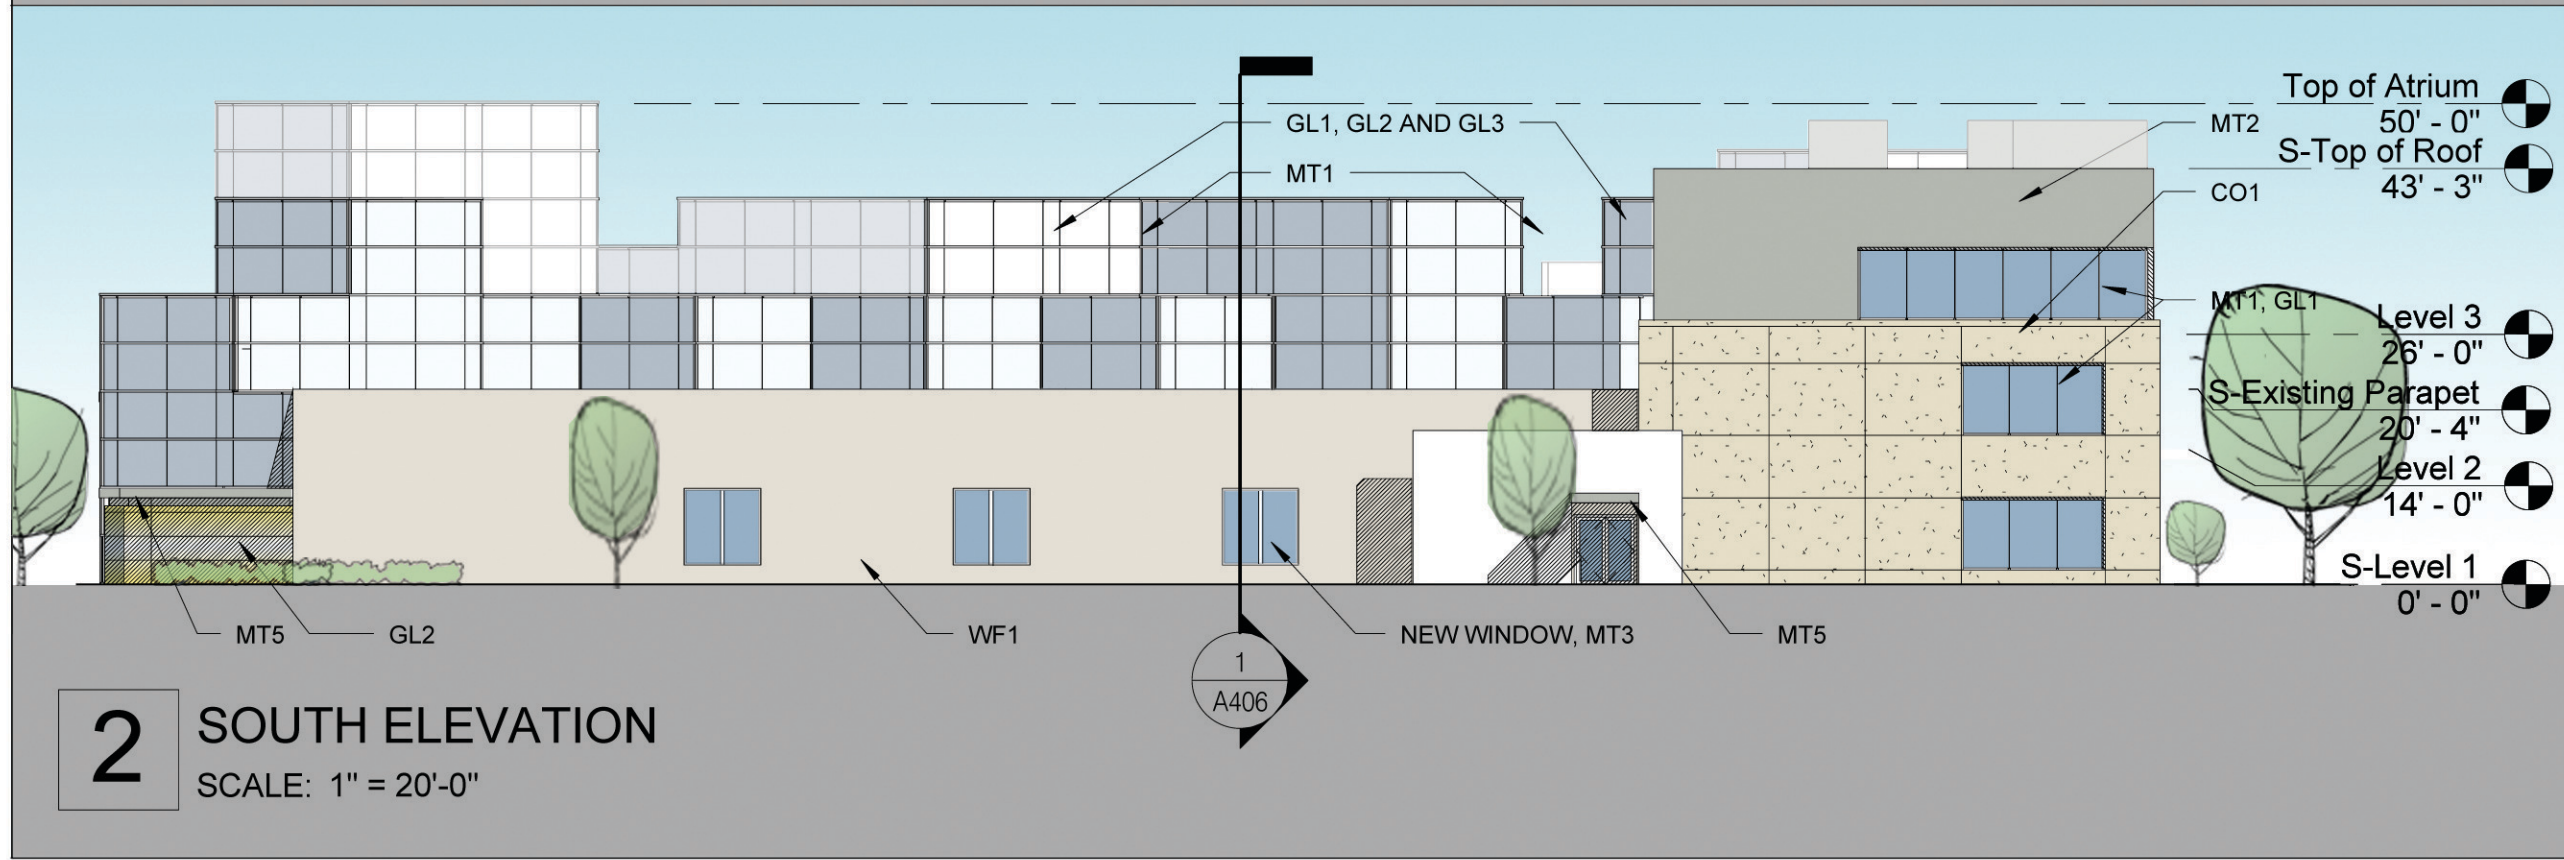 Top of Atrium
50' - 0"
GL1, GL2 AND GL3
MT2
S-Top of Roof
43' - 3"
MT1
CO1
MT1, GL1
Level 3
26' - 0"
S-Existing Parapet
20' - 4"
Level 2
14' - 0"
S-Level 1
0' - 0"
MT5
GL2
WF1
NEW WINDOW, MT3
MT5
1
A406
2
SOUTH ELEVATION
SCALE: 1" = 20'-0"